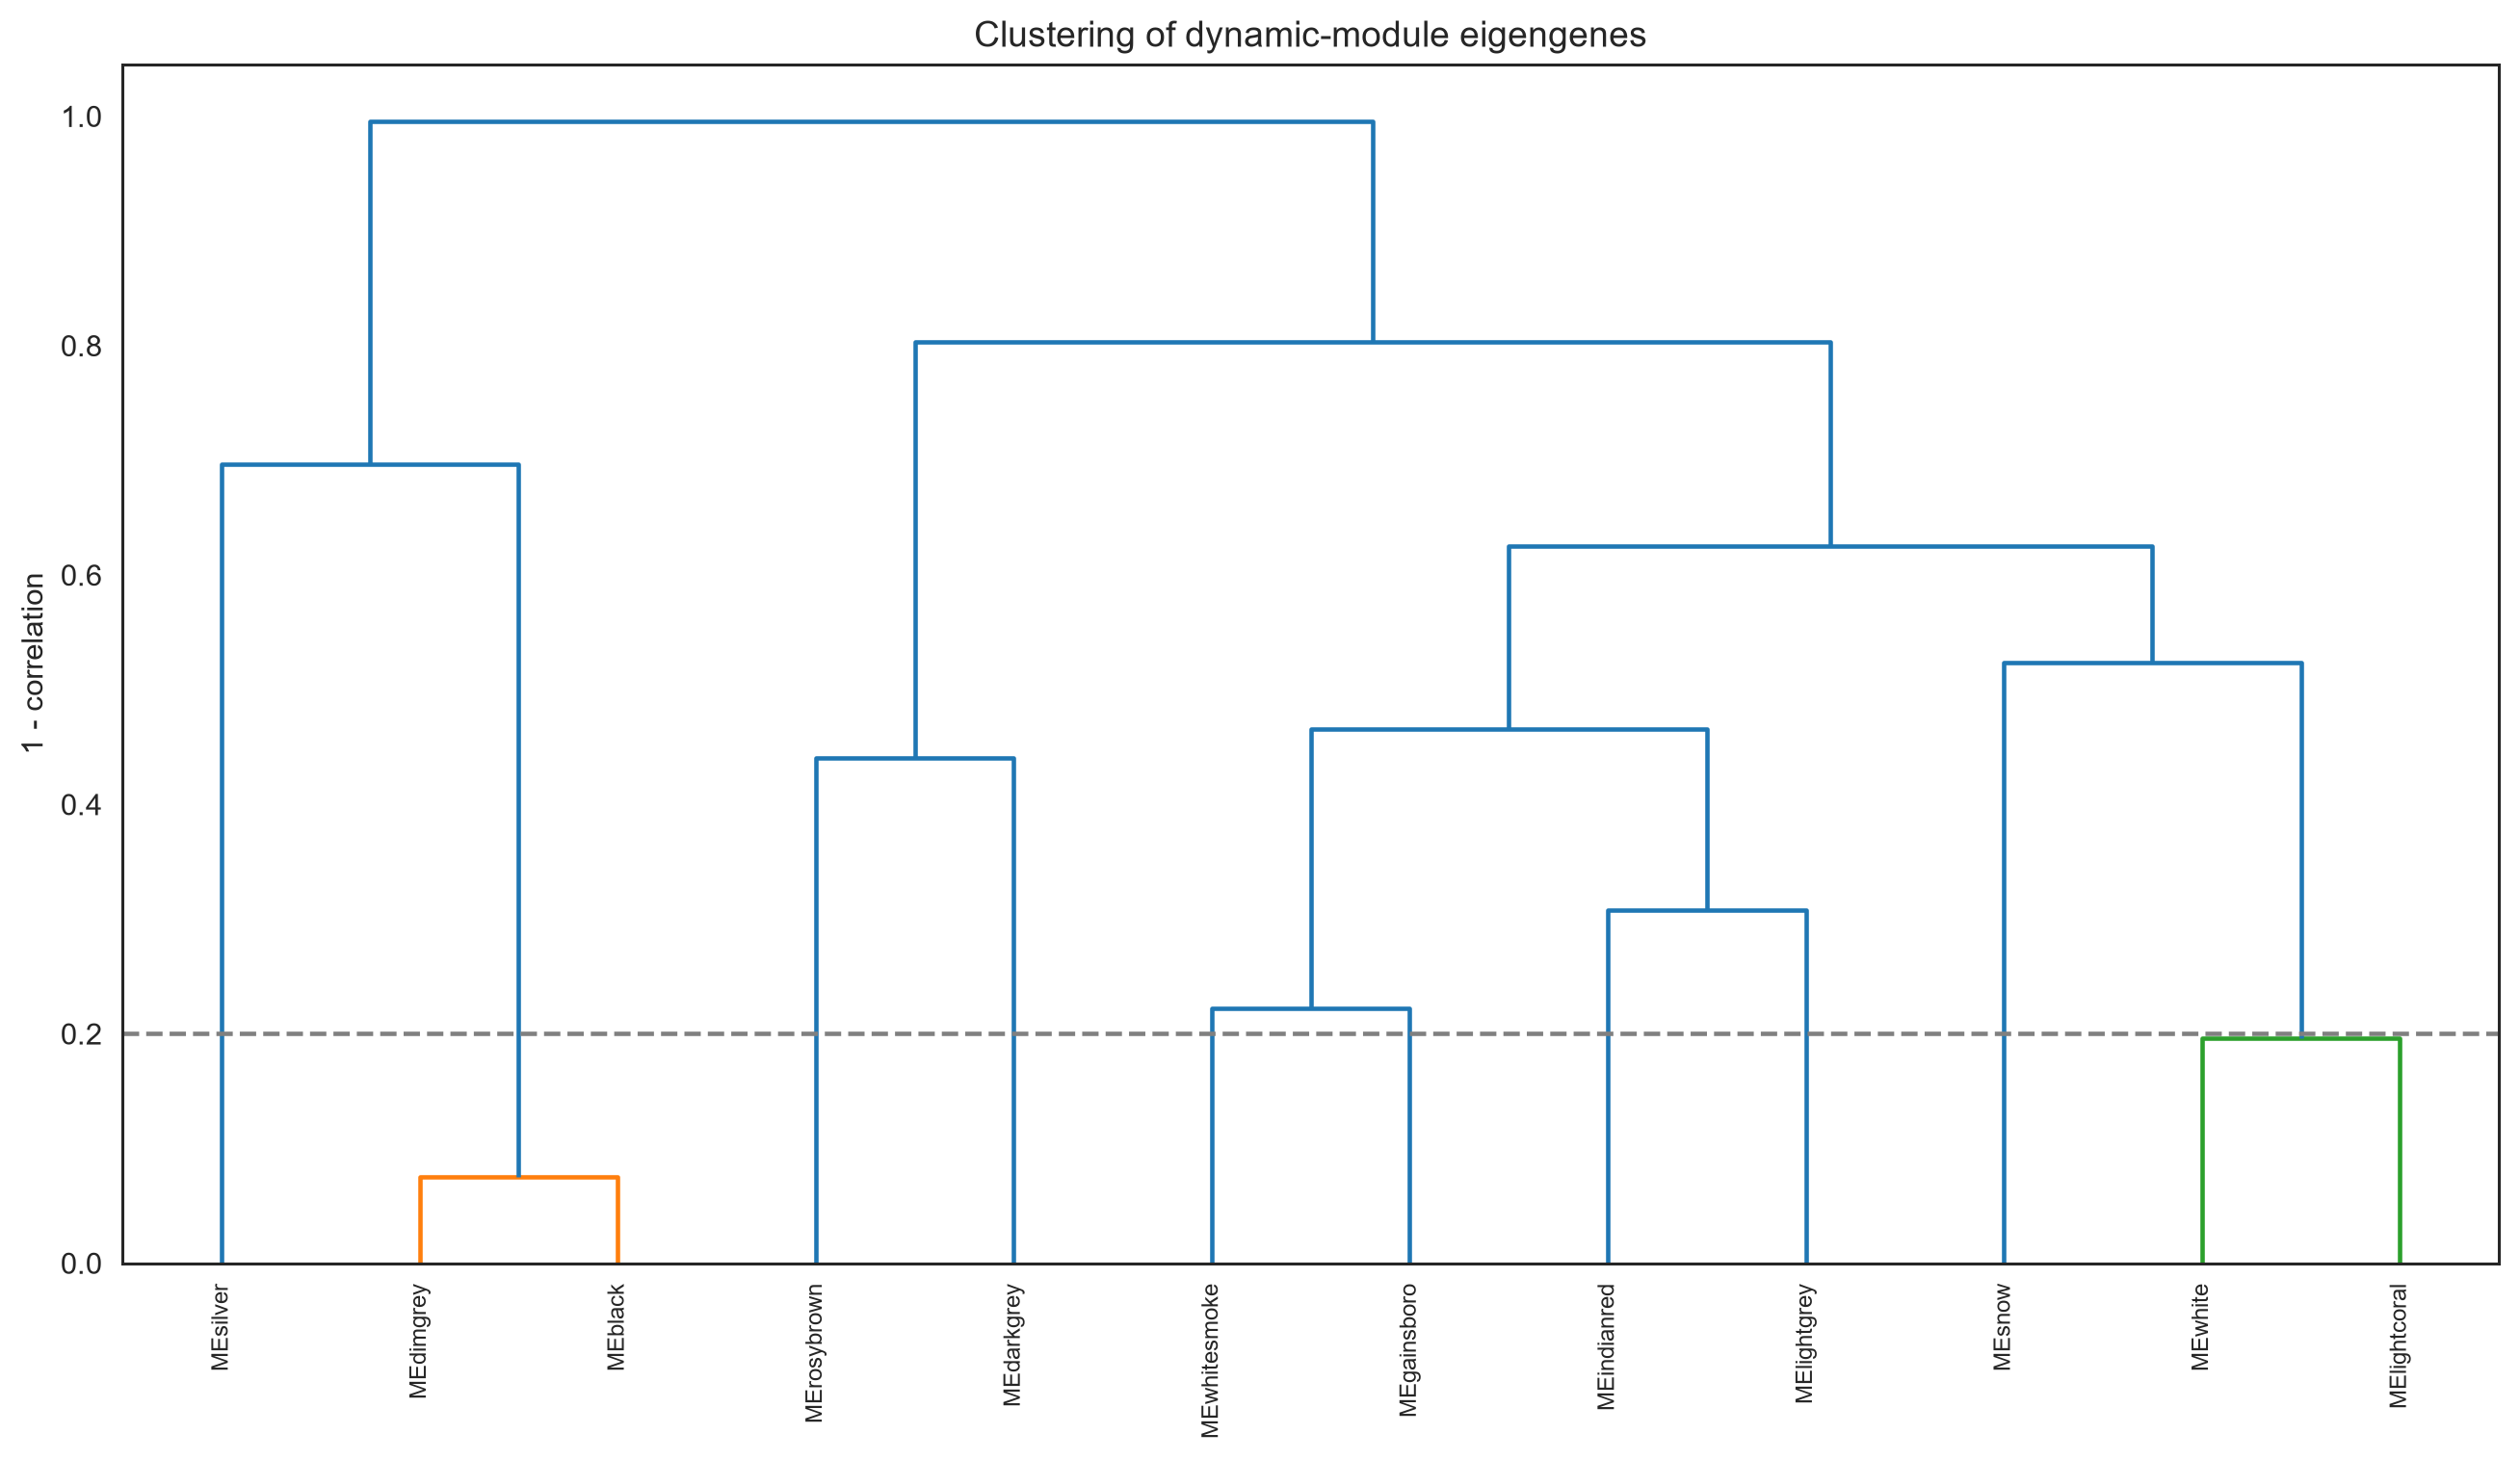 Clustering of dynamic-module eigengenes
1 - correlation
1.0
0.8
0.6
0.4
0.2
0.0
MEsilver
MEdimgrey
MEblack
MErosybrown
MEdarkgrey
MEwhitesmoke
MEgainsboro
MEindianred
MElightgrey
MEsnow
MEwhite
MElightcoral